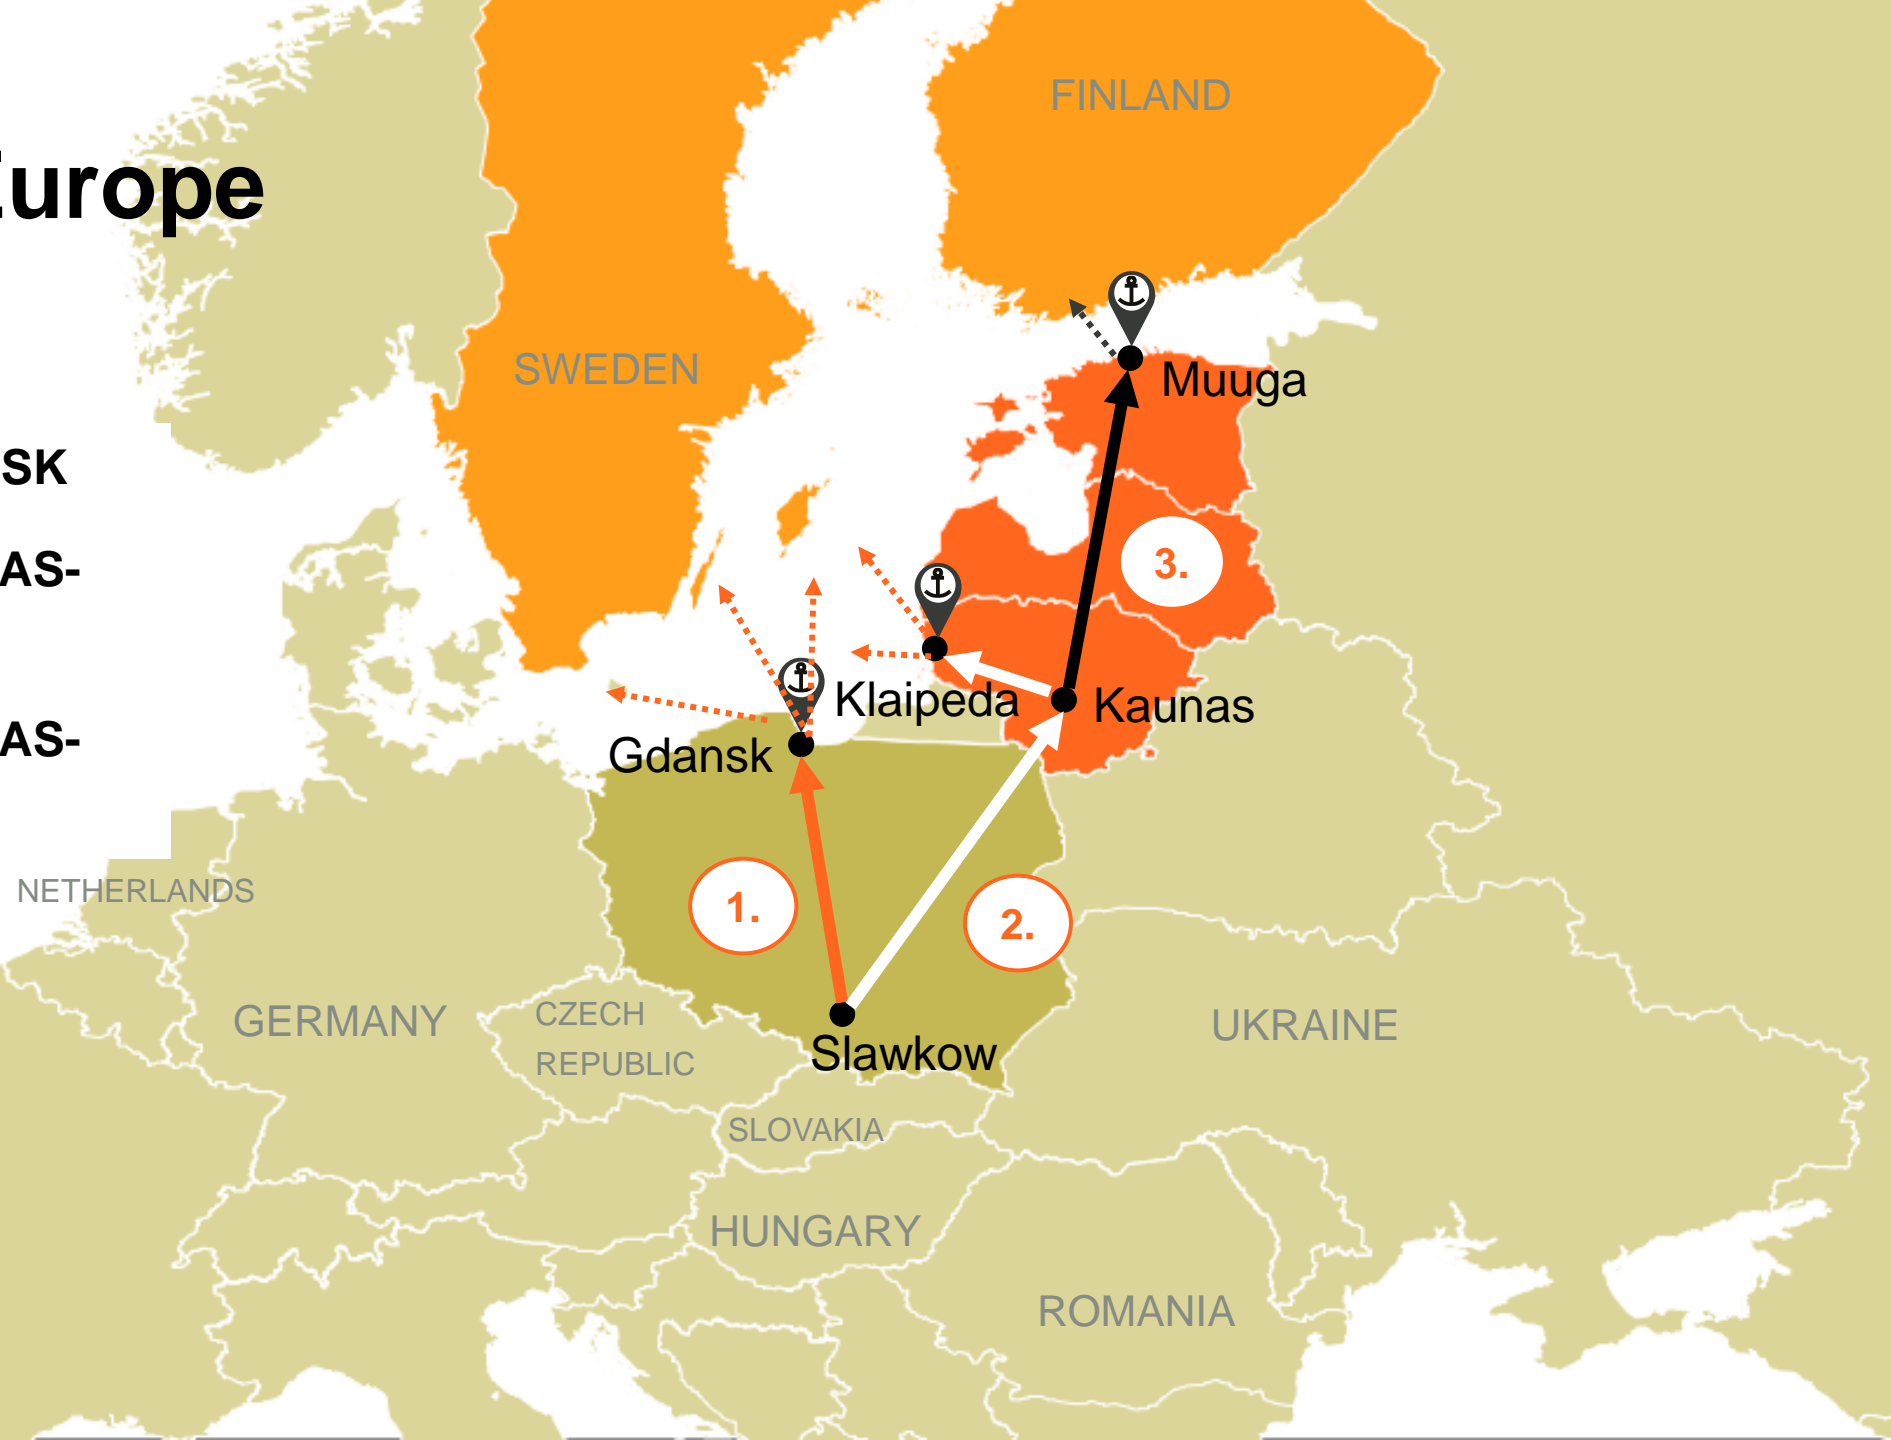 FINLAND
Europe
SWEDEN
Muuga
SK
3.
AS-
Klaipeda
Kaunas
AS-
Gdansk
NETHERLANDS
1.
2.
GERMANY
CZECH
REPUBLIC
UKRAINE
Slawkow
SLOVAKIA
HUNGARY
ROMANIA